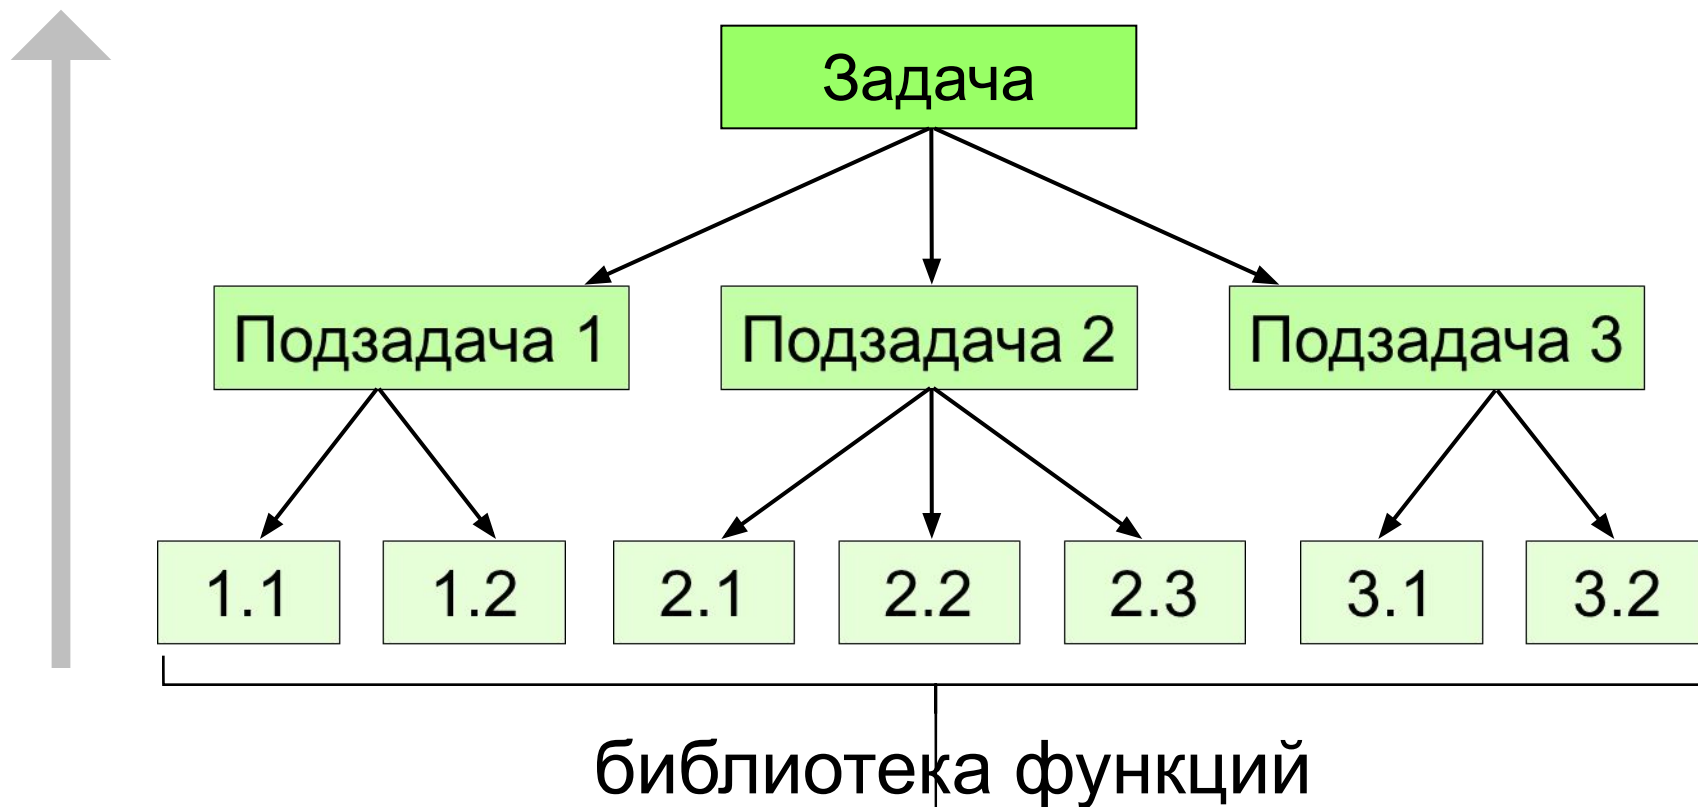 Задача
Подзадача 1 Подзадача 2 Подзадача 3
1.1 1.2 2.1 2.2 2.3 3.1 3.2
библиотека функций